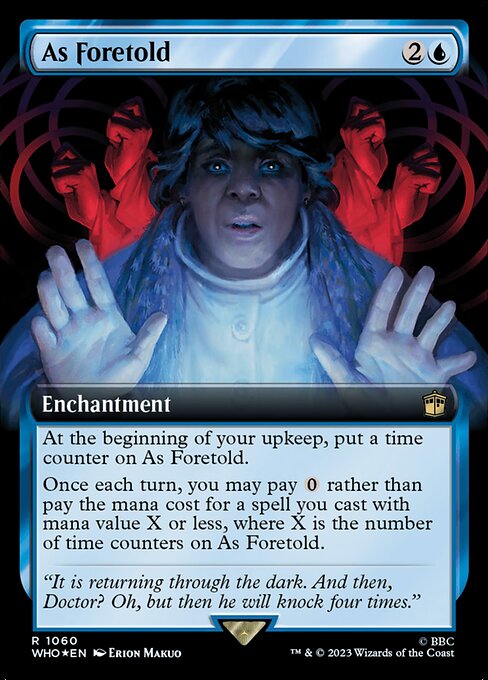 As Foretold 2
Enchantment
At the beginning of your upkeep, put a time
counter on As Foretold.
Once each turn, you may pay 0 rather than
pay the mana cost for a spell you cast with
mana value X or less, where X is the number
of time counters on As Foretold.
“It is returning through the dark. And then,
Doctor? Oh, but then he will knock four times.”
R 1060 © BBC
WHO★EN Erion Makuo ™ & © 2023 Wizards of the Coast